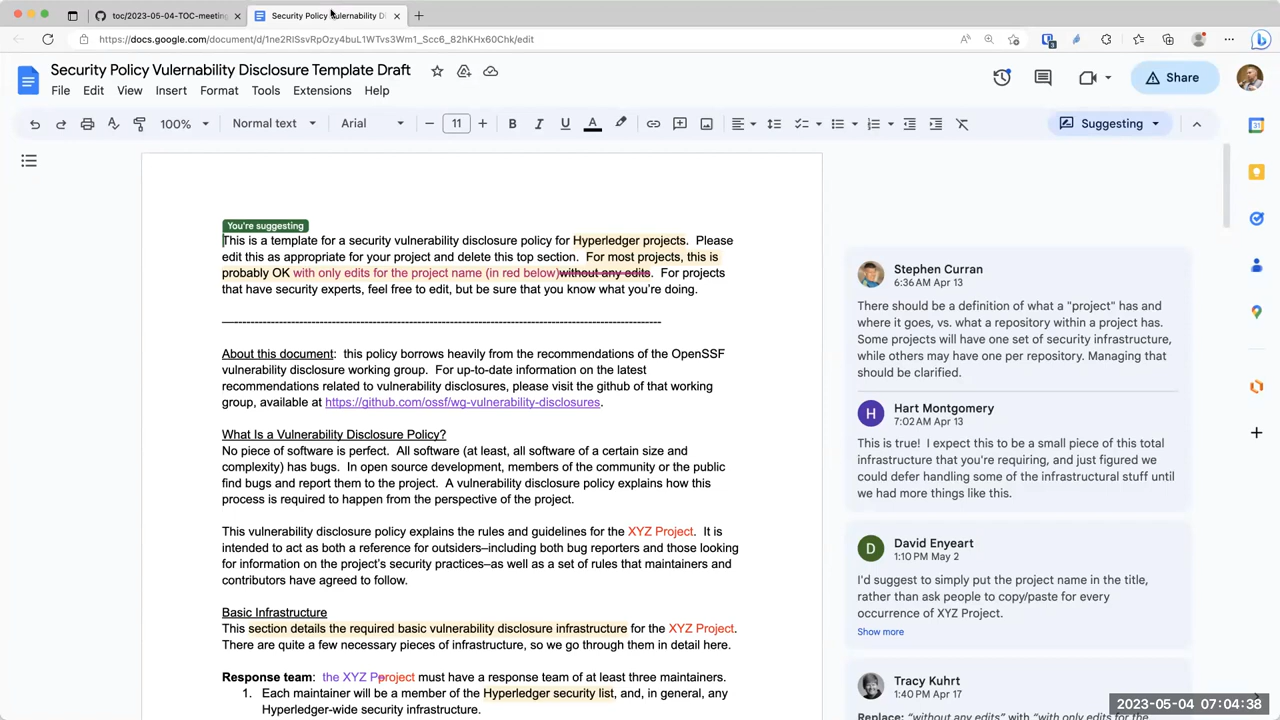 toc/2023-05-04-TOC-meeting
Security Policy Vulernability Di
https://docs.google.com/document/d/1ne2RISsvRpOzy4buL1WTvs3Wm1_Scc6_82hKHx60Chk/edit
Security Policy Vulernability Disclosure Template Draft
Share
File Edit View Insert Format Tools Extensions Help
100% Normal text Arial 11 Suggesting
You're suggesting
This is a template for a security vulnerability disclosure policy for Hyperledger projects. Please
edit this as appropriate for your project and delete this top section. For most projects, this is
probably OK with only edits for the project name (in red below)without any edits. For projects
that have security experts, feel free to edit, but be sure that you know what you're doing.
—----------------------------------------------------------------------------------------------------
About this document: this policy borrows heavily from the recommendations of the OpenSSF
vulnerability disclosure working group. For up-to-date information on the latest
recommendations related to vulnerability disclosures, please visit the github of that working
group, available at https://github.com/ossf/wg-vulnerability-disclosures.
What Is a Vulnerability Disclosure Policy?
No piece of software is perfect. All software (at least, all software of a certain size and
complexity) has bugs. In open source development, members of the community or the public
find bugs and report them to the project. A vulnerability disclosure policy explains how this
process is required to happen from the perspective of the project.
This vulnerability disclosure policy explains the rules and guidelines for the XYZ Project. It is
intended to act as both a reference for outsiders–including both bug reporters and those looking
for information on the project's security practices–as well as a set of rules that maintainers and
contributors have agreed to follow.
Basic Infrastructure
This section details the required basic vulnerability disclosure infrastructure for the XYZ Project.
There are quite a few necessary pieces of infrastructure, so we go through them in detail here.
Response team: the XYZ Pproject must have a response team of at least three maintainers.
1. Each maintainer will be a member of the Hyperledger security list, and, in general, any
Hyperledger-wide security infrastructure.
Stephen Curran
6:36 AM Apr 13
There should be a definition of what a "project" has and
where it goes, vs. what a repository within a project has.
Some projects will have one set of security infrastructure,
while others may have one per repository. Managing that
should be clarified.
H
Hart Montgomery
7:02 AM Apr 13
This is true! I expect this to be a small piece of this total
infrastructure that you're requiring, and just figured we
could defer handling some of the infrastructural stuff until
we had more things like this.
D
David Enyeart
1:10 PM May 2
I'd suggest to simply put the project name in the title,
rather than ask people to copy/paste for every
occurrence of XYZ Project.
Show more
Tracy Kuhrt
1:40 PM Apr 17
Replace: "without any edits" with "with only edits for the
2023-05-04 07:04:38